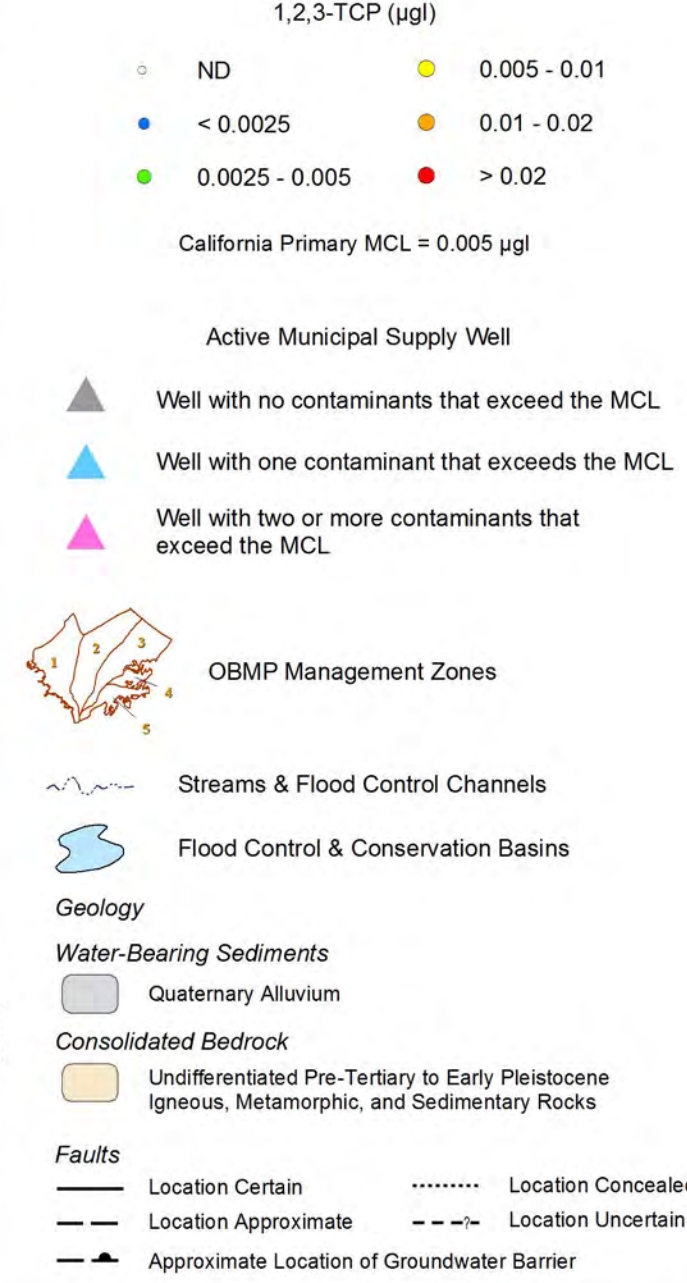 1,2,3-TCP (µgl)
ND
0.005 - 0.01
< 0.0025
0.01 - 0.02
0.0025 - 0.005
> 0.02
California Primary MCL = 0.005 µgl
Active Municipal Supply Well
Well with no contaminants that exceed the MCL
Well with one contaminant that exceeds the MCL
Well with two or more contaminants that
exceed the MCL
1
2
3
4
5
OBMP Management Zones
Streams & Flood Control Channels
Flood Control & Conservation Basins
Geology
Water-Bearing Sediments
Quaternary Alluvium
Consolidated Bedrock
Undifferentiated Pre-Tertiary to Early Pleistocene
Igneous, Metamorphic, and Sedimentary Rocks
Faults
Location Certain
Location Concealed
Location Approximate
?
Location Uncertain
Approximate Location of Groundwater Barrier